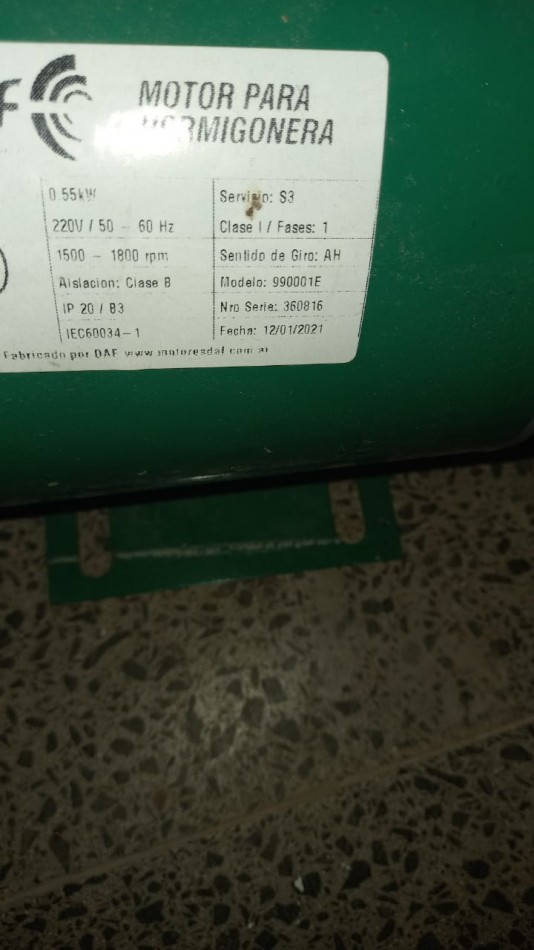 F
MOTOR PARA
HORMIGONERA
0.55kW
220V / 50 - 60 Hz
1500 - 1800 rpm
Aislacion: Clase B
IP 20 / B3
IEC60034-1
Servicio: S3
Clase I / Fases: 1
Sentido de Giro: AH
Modelo: 990001E
Nro Serie: 360816
Fecha: 12/01/2021
Fabricado por DAF www.motoresdaf.com.ar